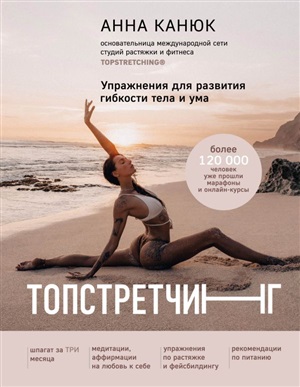 АННА КАНЮК
основательница международной сети
студий растяжки и фитнеса
TOPSTRETCHING®
Упражнения для развития
гибкости тела и ума
более
120 000
человек
уже прошли
марафоны
и онлайн-курсы
ТОПСТРЕТЧИНГ
шпагат за ТРИ
месяца
медитации,
аффирмации
на любовь к себе
упражнения
по растяжке
и фейсбилдингу
рекомендации
по питанию